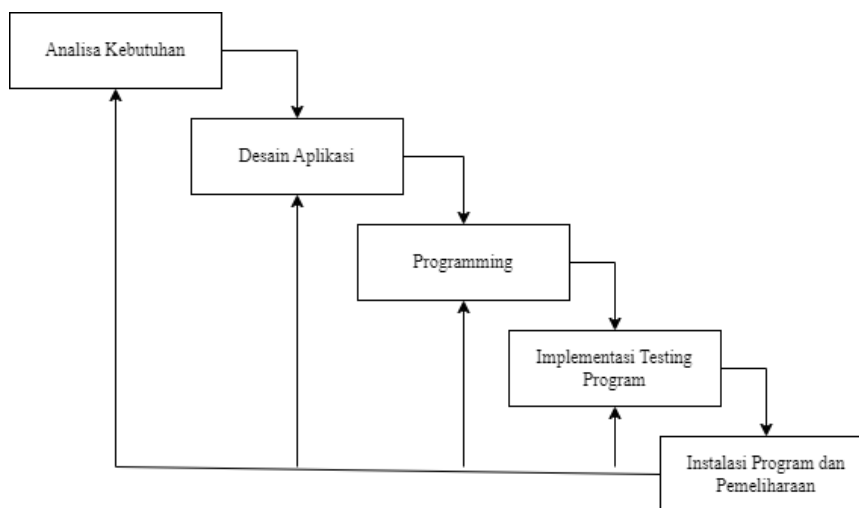 Analisa Kebutuhan
Desain Aplikasi
Programming
Implementasi Testing
Program
Instalasi Program dan
Pemeliharaan